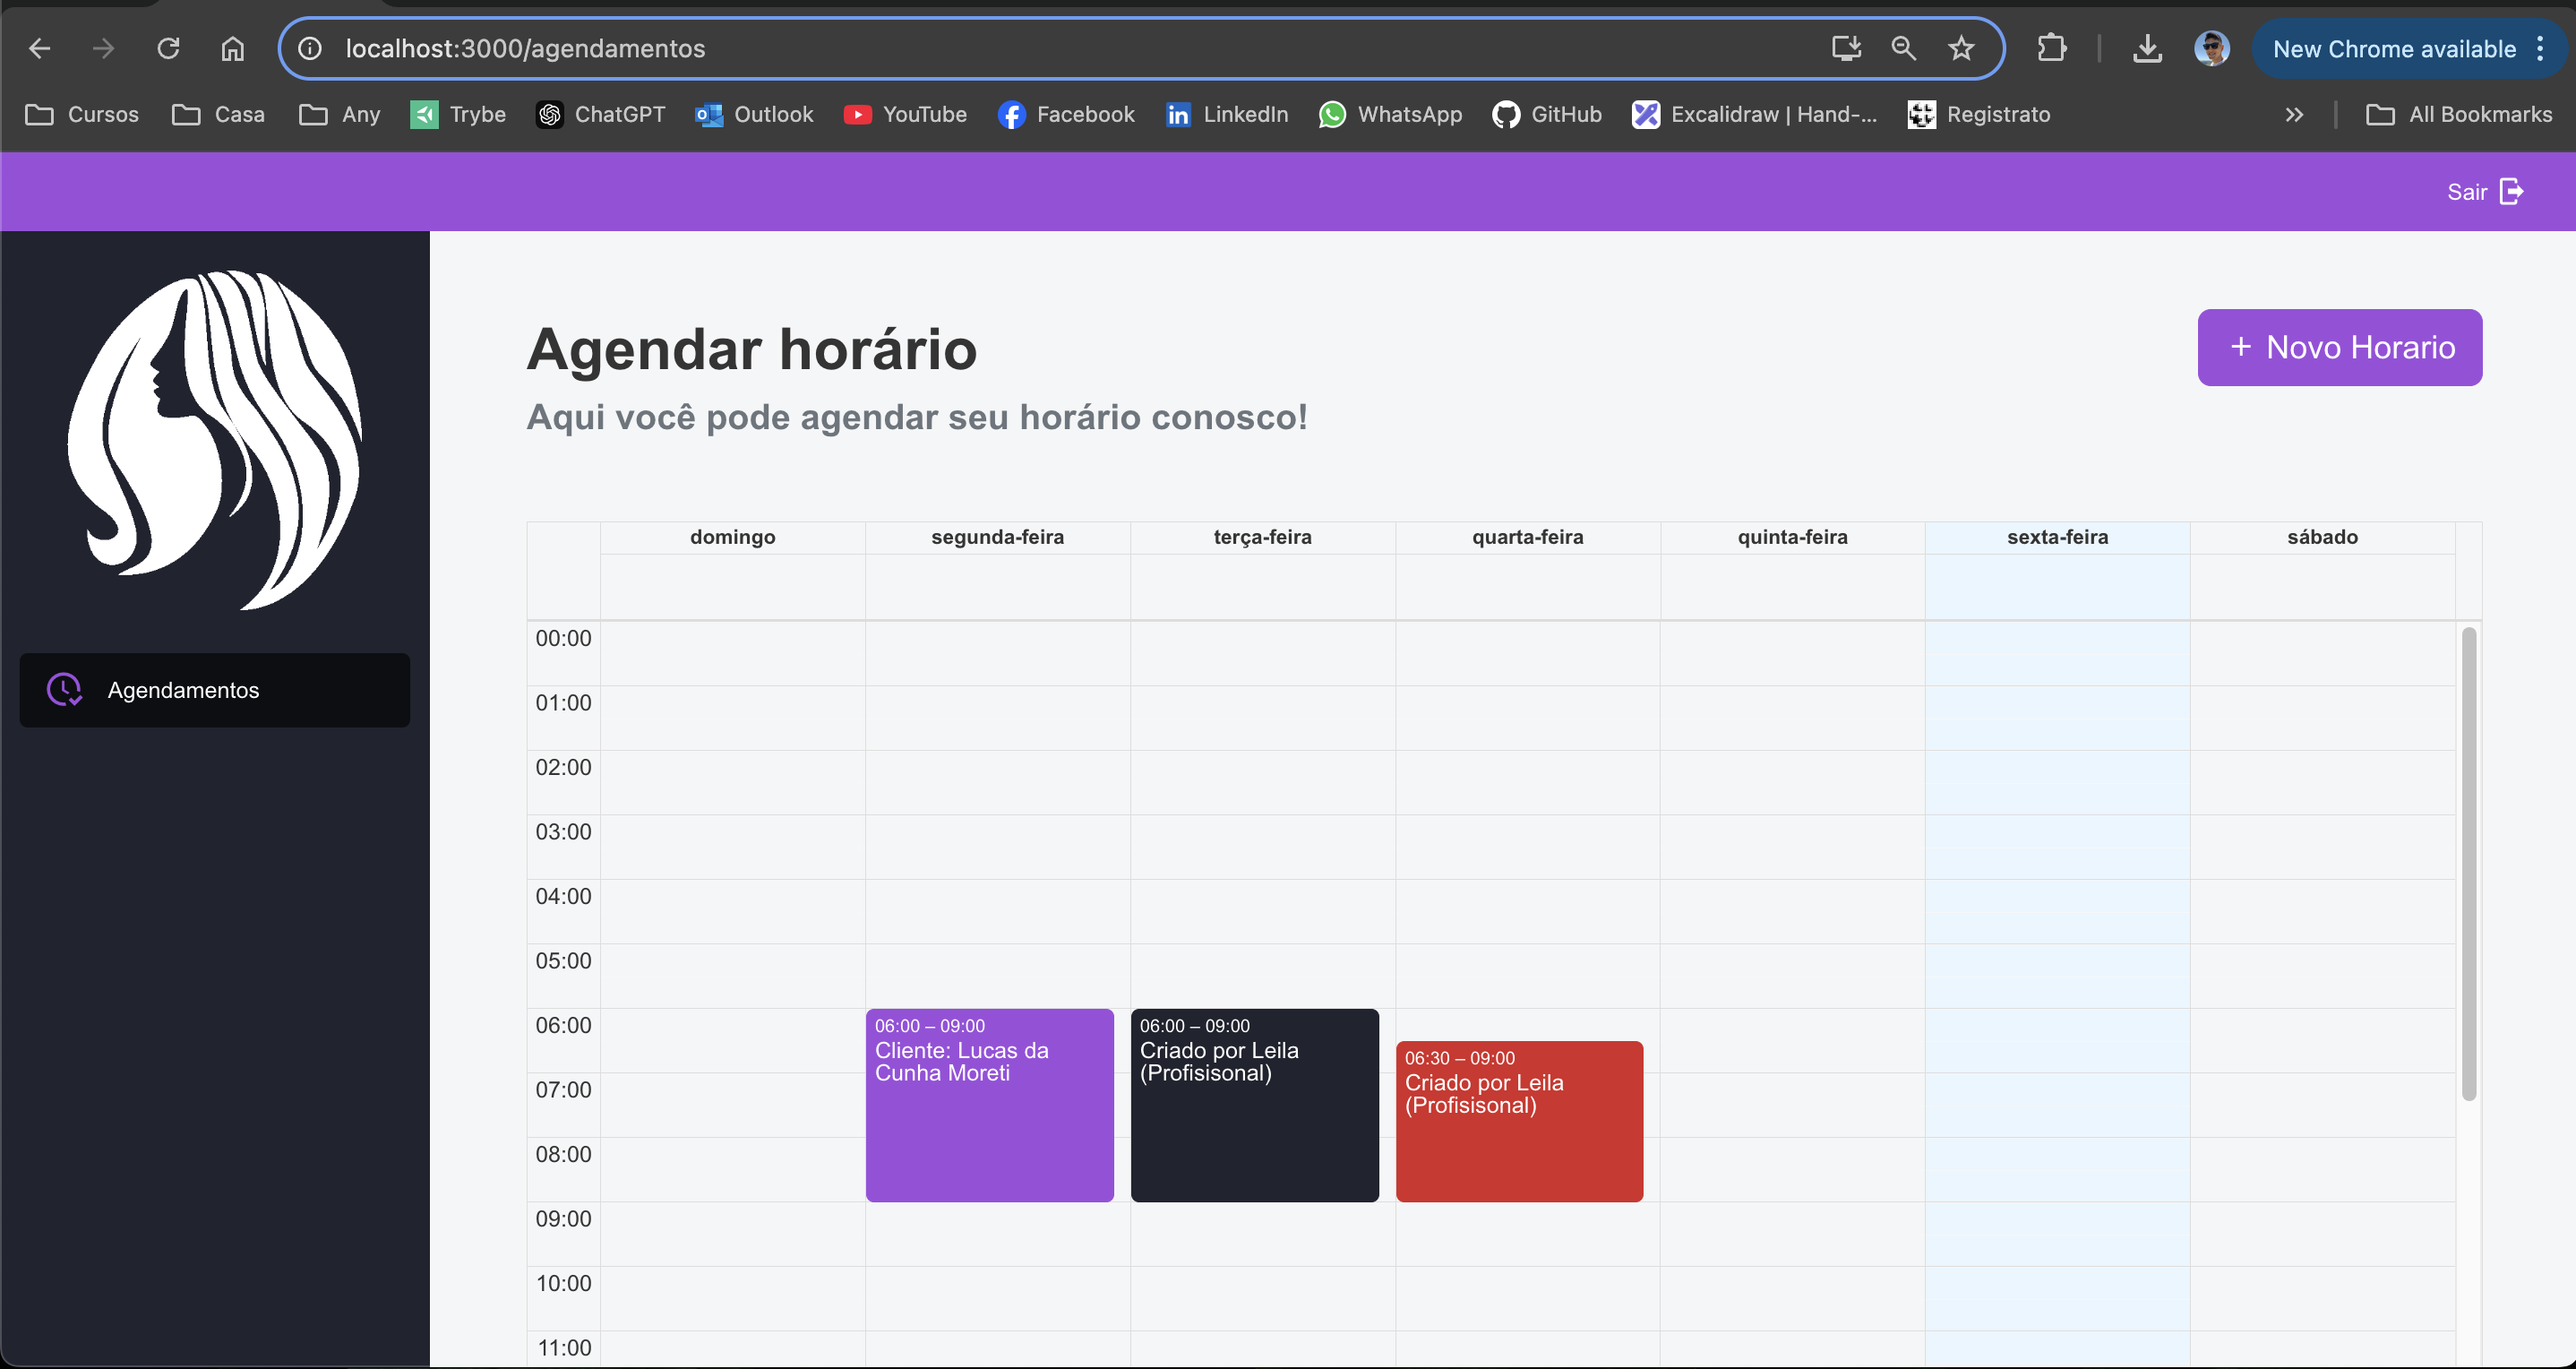 localhost:3000/agendamentos
New Chrome available
Cursos Casa Any Trybe ChatGPT Outlook YouTube Facebook LinkedIn WhatsApp GitHub Excalidraw | Hand-... Registrato All Bookmarks
Sair
Agendar horário
+ Novo Horario
Aqui você pode agendar seu horário conosco!
Agendamentos
domingo segunda-feira terça-feira quarta-feira quinta-feira sexta-feira sábado
00:00
01:00
02:00
03:00
04:00
05:00
06:00
07:00
08:00
09:00
10:00
11:00
06:00 – 09:00
Cliente: Lucas da
Cunha Moreti
06:00 – 09:00
Criado por Leila
(Profisisonal)
06:30 – 09:00
Criado por Leila
(Profisisonal)